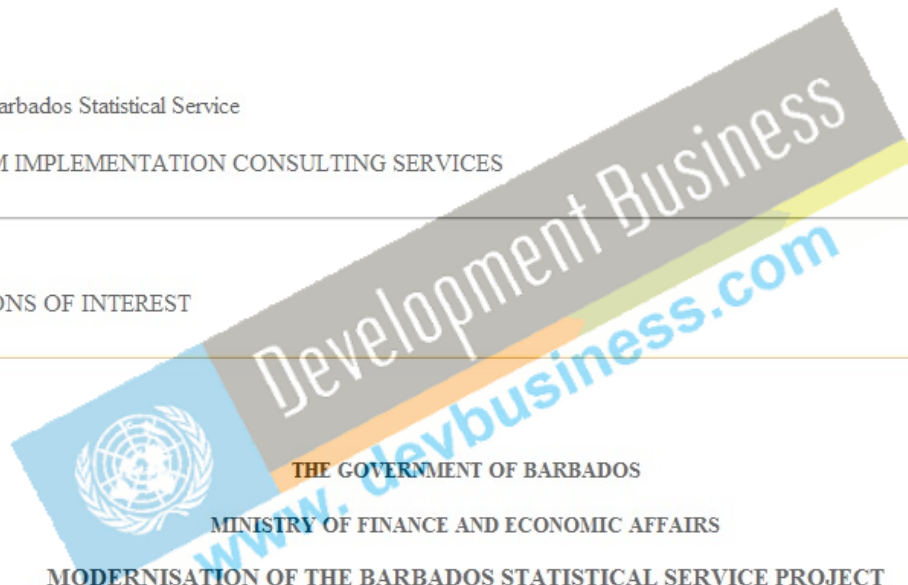 arbados Statistical Service
M IMPLEMENTATION CONSULTING SERVICES
ONS OF INTEREST
Development Business
www.devbusiness.com
THE GOVERNMENT OF BARBADOS
MINISTRY OF FINANCE AND ECONOMIC AFFAIRS
MODERNISATION OF THE BARBADOS STATISTICAL SERVICE PROJECT